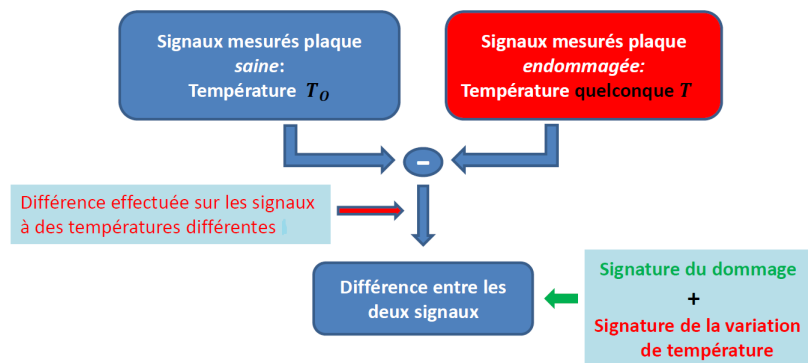 Signaux mesurés plaque
saine:
Température T_O
Signaux mesurés plaque
endommagée:
Température quelconque T
−
Différence effectuée sur les signaux
à des températures différentes !
Différence entre les
deux signaux
Signature du dommage
+
Signature de la variation
de température